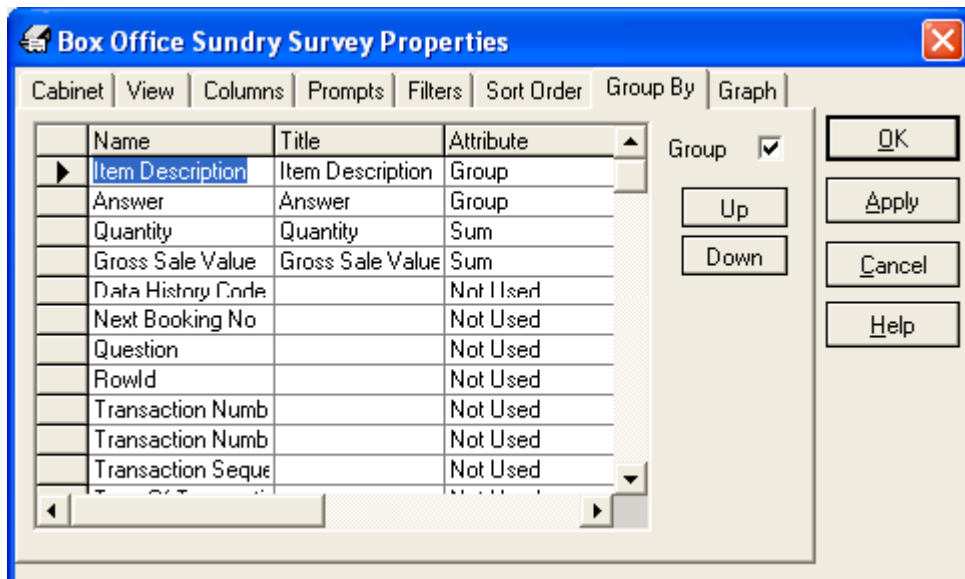 Box Office Sundry Survey Properties
Cabinet View Columns Prompts Filters Sort Order Group By Graph
Name Title Attribute
Item Description Item Description Group
Answer Answer Group
Quantity Quantity Sum
Gross Sale Value Gross Sale Value Sum
Data History Code Not Used
Next Booking No Not Used
Question Not Used
RowId Not Used
Transaction Numb Not Used
Transaction Numb Not Used
Transaction Seque Not Used
Group
Up
Down
OK
Apply
Cancel
Help